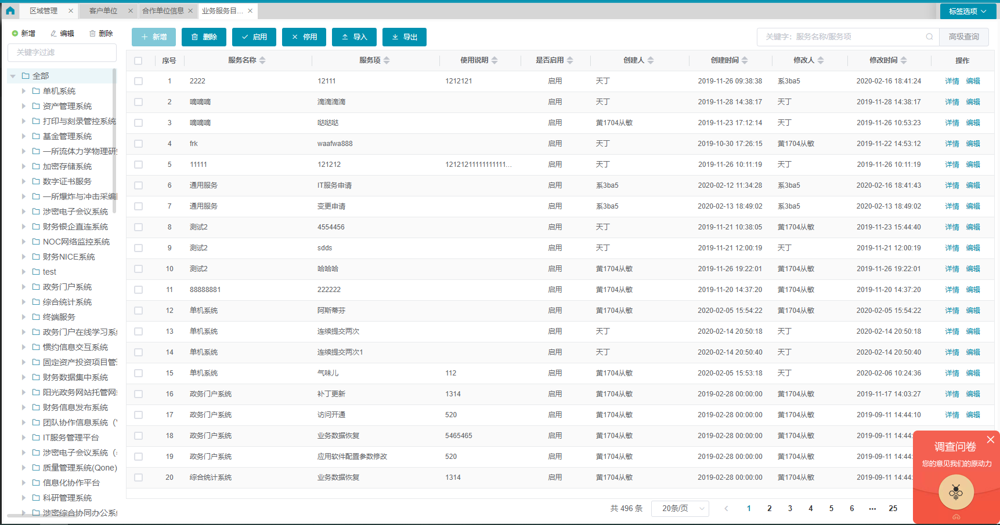 区域管理 客户单位 合作单位信息 业务服务目... 标签选项
新增 编辑 删除
关键字过滤
全部
单机系统
资产管理系统
打印与刻录管控系统
基金管理系统
一所流体力学物理研
加密存储系统
数字证书服务
一所爆炸与冲击采编
涉密电子会议系统
财务银企直连系统
NOC网络监控系统
财务NICE系统
test
政务门户系统
综合统计系统
终端服务
政务门户在线学习系
惯约信息交互系统
固定资产投资项目管
财务数据集中系统
阳光政务网站托管网
财务信息发布系统
团队协作信息系统（
IT服务管理平台
涉密电子会议系统（
质量管理系统(Qone)
信息化协作平台
科研管理系统
涉密综合协同办公系
新增 删除 启用 停用 导入 导出
关键字：服务名称/服务项 高级查询
序号 服务名称 服务项 使用说明 是否启用 创建人 创建时间 修改人 修改时间 操作
1 2222 12111 1212121 启用 天丁 2019-11-26 09:38:38 系3ba5 2020-02-16 18:41:24 详情 编辑
2 嘀嘀嘀 滴滴滴滴 启用 天丁 2019-11-28 14:38:17 天丁 2019-11-28 14:38:17 详情 编辑
3 嘀嘀嘀 哒哒哒 启用 黄1704从敏 2019-11-23 17:12:14 天丁 2019-11-26 10:53:23 详情 编辑
4 frk waafwa888 启用 天丁 2019-10-30 17:26:15 黄1704从敏 2019-11-22 14:53:12 详情 编辑
5 11111 121212 12121211111111111... 启用 天丁 2019-11-26 10:11:19 天丁 2019-11-26 10:11:19 详情 编辑
6 通用服务 IT服务申请 启用 系3ba5 2020-02-12 11:34:28 系3ba5 2020-02-16 18:41:43 详情 编辑
7 通用服务 变更申请 启用 系3ba5 2020-02-13 18:49:02 系3ba5 2020-02-13 18:49:02 详情 编辑
8 测试2 4554456 启用 天丁 2019-11-21 10:38:05 黄1704从敏 2019-11-23 15:44:40 详情 编辑
9 测试2 sdds 启用 天丁 2019-11-21 12:00:19 天丁 2019-11-21 12:00:19 详情 编辑
10 测试2 哈哈哈 启用 黄1704从敏 2019-11-26 19:22:01 黄1704从敏 2019-11-26 19:22:01 详情 编辑
11 88888881 222222 启用 黄1704从敏 2019-11-20 14:37:20 黄1704从敏 2019-11-20 14:37:20 详情 编辑
12 单机系统 阿斯蒂芬 启用 黄1704从敏 2020-02-05 15:54:22 黄1704从敏 2020-02-05 15:54:22 详情 编辑
13 单机系统 连续提交两次 启用 天丁 2020-02-14 20:50:18 天丁 2020-02-14 20:50:18 详情 编辑
14 单机系统 连续提交两次1 启用 天丁 2020-02-14 20:50:40 天丁 2020-02-14 20:50:40 详情 编辑
15 单机系统 气味儿 112 启用 黄1704从敏 2020-02-05 15:53:18 天丁 2020-02-06 10:24:36 详情 编辑
16 政务门户系统 补丁更新 1314 启用 黄1704从敏 2019-02-28 00:00:00 黄1704从敏 2019-11-17 14:03:27 详情 编辑
17 政务门户系统 访问开通 520 启用 黄1704从敏 2019-02-28 00:00:00 黄1704从敏 2019-09-11 14:44:10 详情 编辑
18 政务门户系统 业务数据恢复 5465465 启用 黄1704从敏 2019-02-28 00:00:00 黄1704从敏 2019-09-11 14:44:
19 政务门户系统 应用软件配置参数修改 520 启用 黄1704从敏 2019-02-28 00:00:00 黄1704从敏 2019-09-11 14:44:
20 综合统计系统 业务数据恢复 1314 启用 黄1704从敏 2019-02-28 00:00:00 黄1704从敏 2019-09-11 14:44:
共 496 条 20条/页 1 2 3 4 5 6 ... 25
调查问卷
您的意见我们的原动力